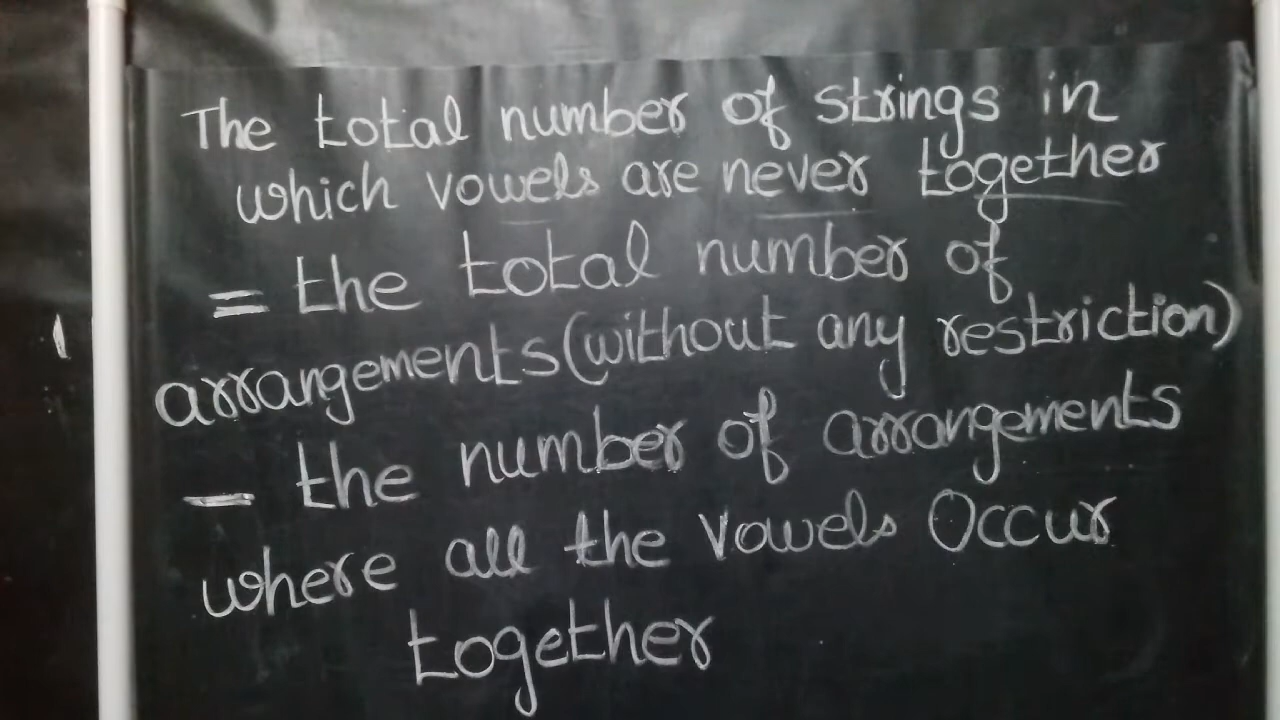 The total number of strings in
which vowels are never together
= the total number of
arrangements(without any restriction)
— the number of arrangements
where all the vowels occur
together